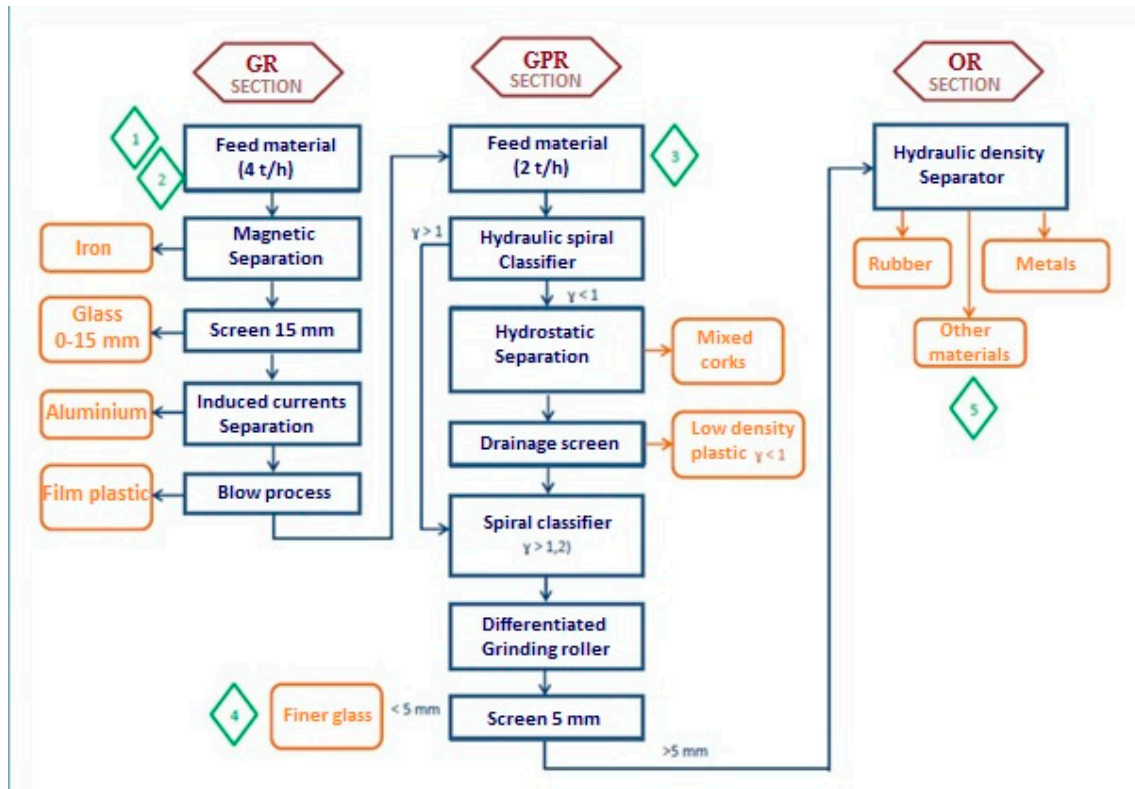 GR
SECTION
GPR
SECTION
OR
SECTION
1
2
Feed material
(4 t/h)
Iron
Magnetic
Separation
Glass
0-15 mm
Screen 15 mm
Aluminium
Induced currents
Separation
Film plastic
Blow process
Feed material
(2 t/h)
3
γ > 1
Hydraulic spiral
Classifier
γ < 1
Hydrostatic
Separation
Mixed
corks
Drainage screen
Low density
plastic γ < 1
Spiral classifier
γ > 1,2)
Differentiated
Grinding roller
4
Finer glass
< 5 mm
Screen 5 mm
>5 mm
Hydraulic density
Separator
Rubber
Metals
Other
materials
5